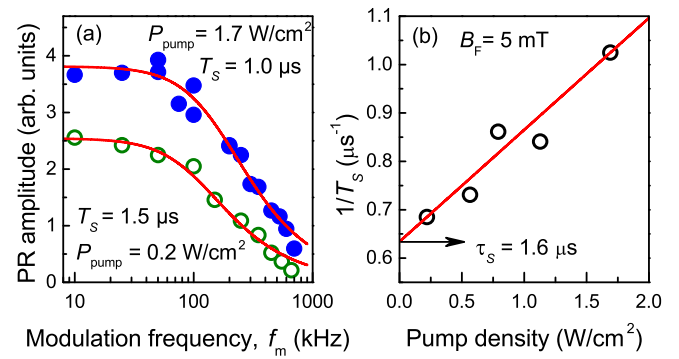 (a)
P_pump = 1.7 W/cm²
T_S = 1.0 µs
PR amplitude (arb. units)
4
3
2
1
0
T_S = 1.5 µs
P_pump = 0.2 W/cm²
10 100 1000
Modulation frequency, f_m (kHz)
(b)
B_F = 5 mT
1/T_S (µs⁻¹)
1.1
1.0
0.9
0.8
0.7
0.6
τ_S = 1.6 µs
0.0 0.5 1.0 1.5 2.0
Pump density (W/cm²)